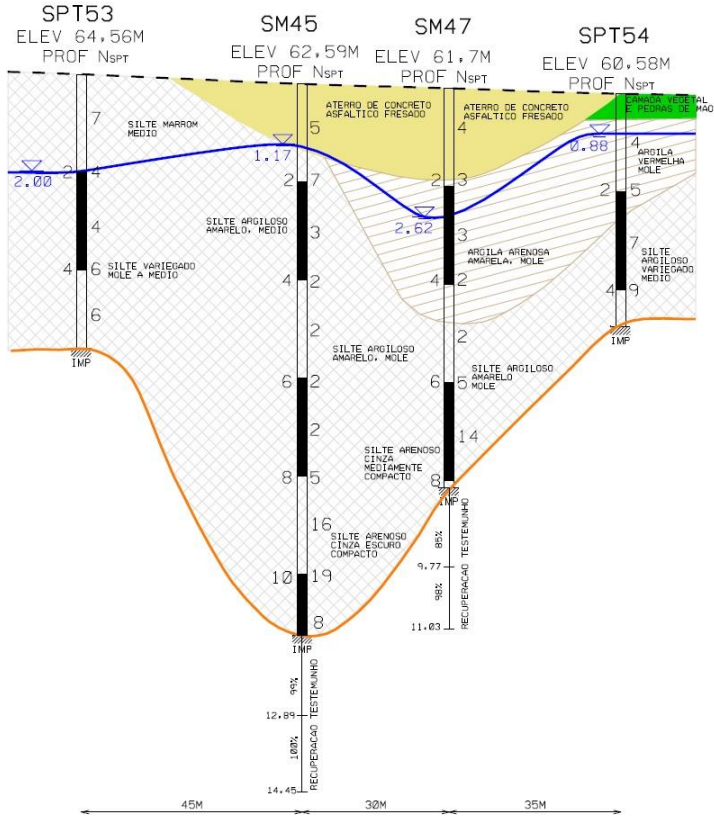 SPT53
ELEV 64,56M
PROF NSPT
SM45
ELEV 62,59M
PROF NSPT
SM47
ELEV 61,7M
PROF NSPT
SPT54
ELEV 60,58M
PROF NSPT
7
SILTE MARROM
MEDIO
2.00
2
4
4
4
6
SILTE VARIEGADO
MOLE A MEDIO
6
IMP
ATERRO DE CONCRETO
ASFALTICO FRESADO
5
1.17
2
7
SILTE ARGILOSO
AMARELO, MEDIO
3
4
2
2
SILTE ARGILOSO
AMARELO, MOLE
6
2
2
8
5
16
SILTE ARENOSO
CINZA ESCURO
COMPACTO
10
19
8
IMP
99%
12,89
100%
14,45
RECUPERACAO TESTEMUNHO
ATERRO DE CONCRETO
ASFALTICO FRESADO
4
2
3
2.62
3
ARGILA ARENOSA
AMARELA, MOLE
4
2
2
SILTE ARGILOSO
AMARELO
MOLE
6
5
14
SILTE ARENOSO
CINZA
MEDIAMENTE
COMPACTO
8
IMP
85%
9,77
98%
11,03
RECUPERACAO TESTEMUNHO
CAMADA VEGETAL
E PEDRAS DE MAO
0.88
4
ARGILA
VERMELHA
MOLE
2
5
7
SILTE
ARGILOSO
VARIEGADO
MEDIO
4
9
IMP
45M
30M
35M